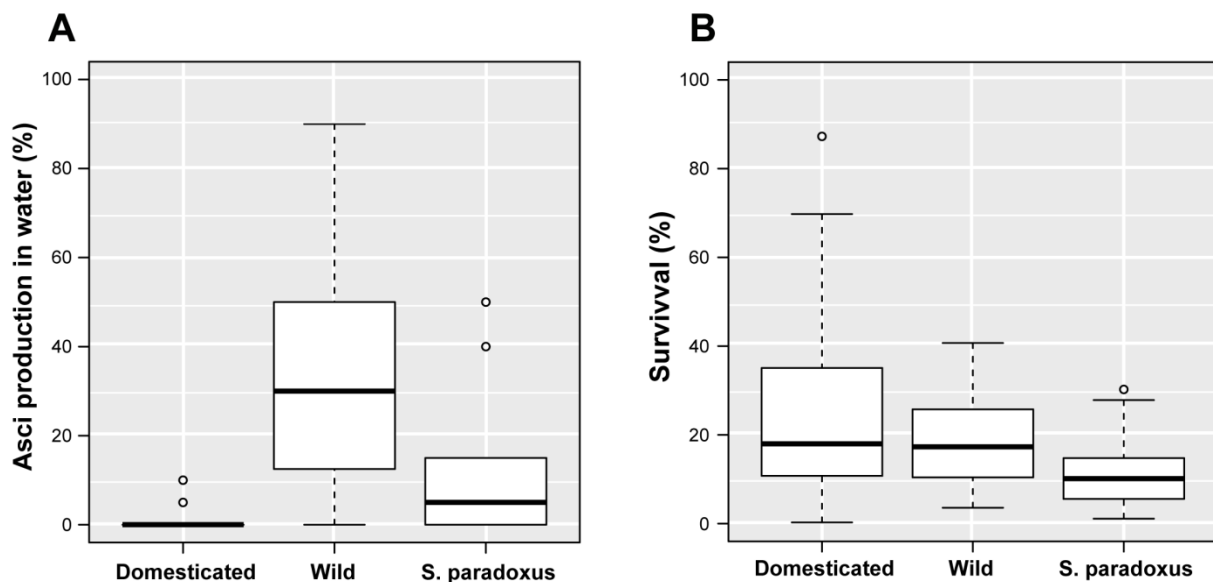 A
Asci production in water (%)
100
80
60
40
20
0
Domesticated Wild S. paradoxus
B
Survivval (%)
100
80
60
40
20
0
Domesticated Wild S. paradoxus